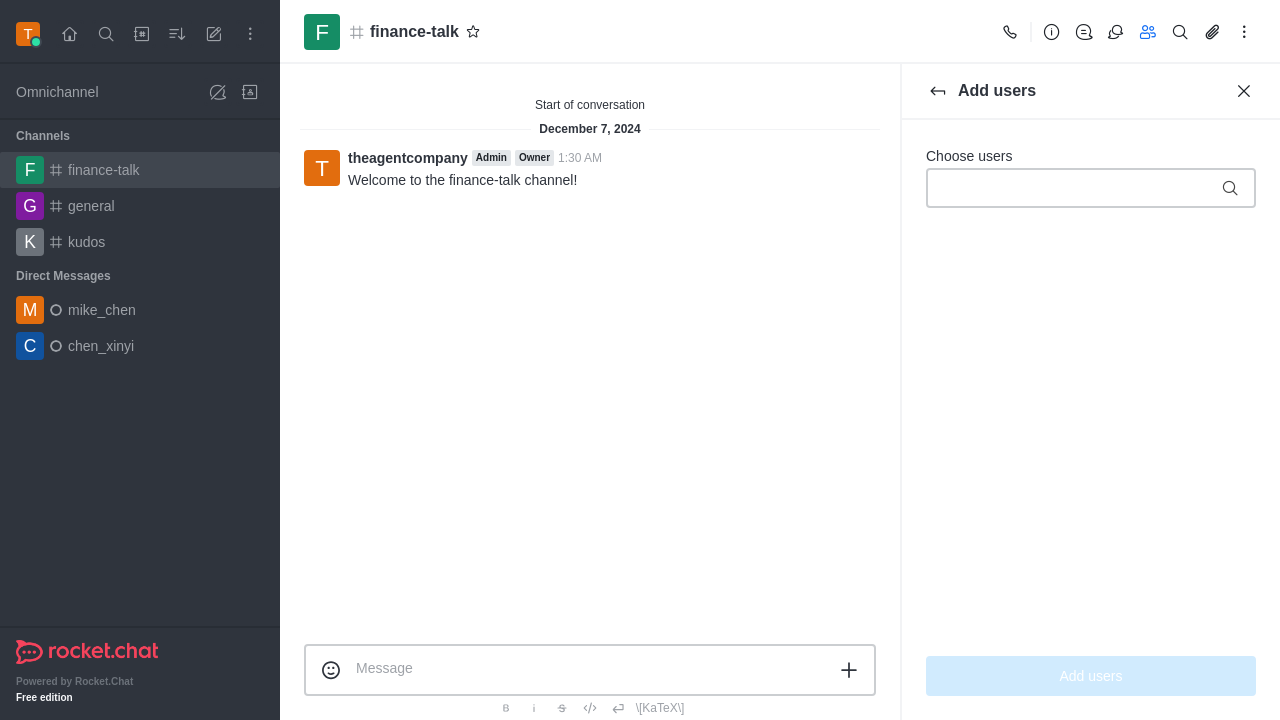 T
Omnichannel
Channels
F finance-talk
G general
K kudos
Direct Messages
M mike_chen
C chen_xinyi
rocket.chat
Powered by Rocket.Chat
Free edition
F finance-talk
Start of conversation
December 7, 2024
T theagentcompany Admin Owner 1:30 AM
Welcome to the finance-talk channel!
Message
B i S \[KaTeX\]
Add users
Choose users
Add users